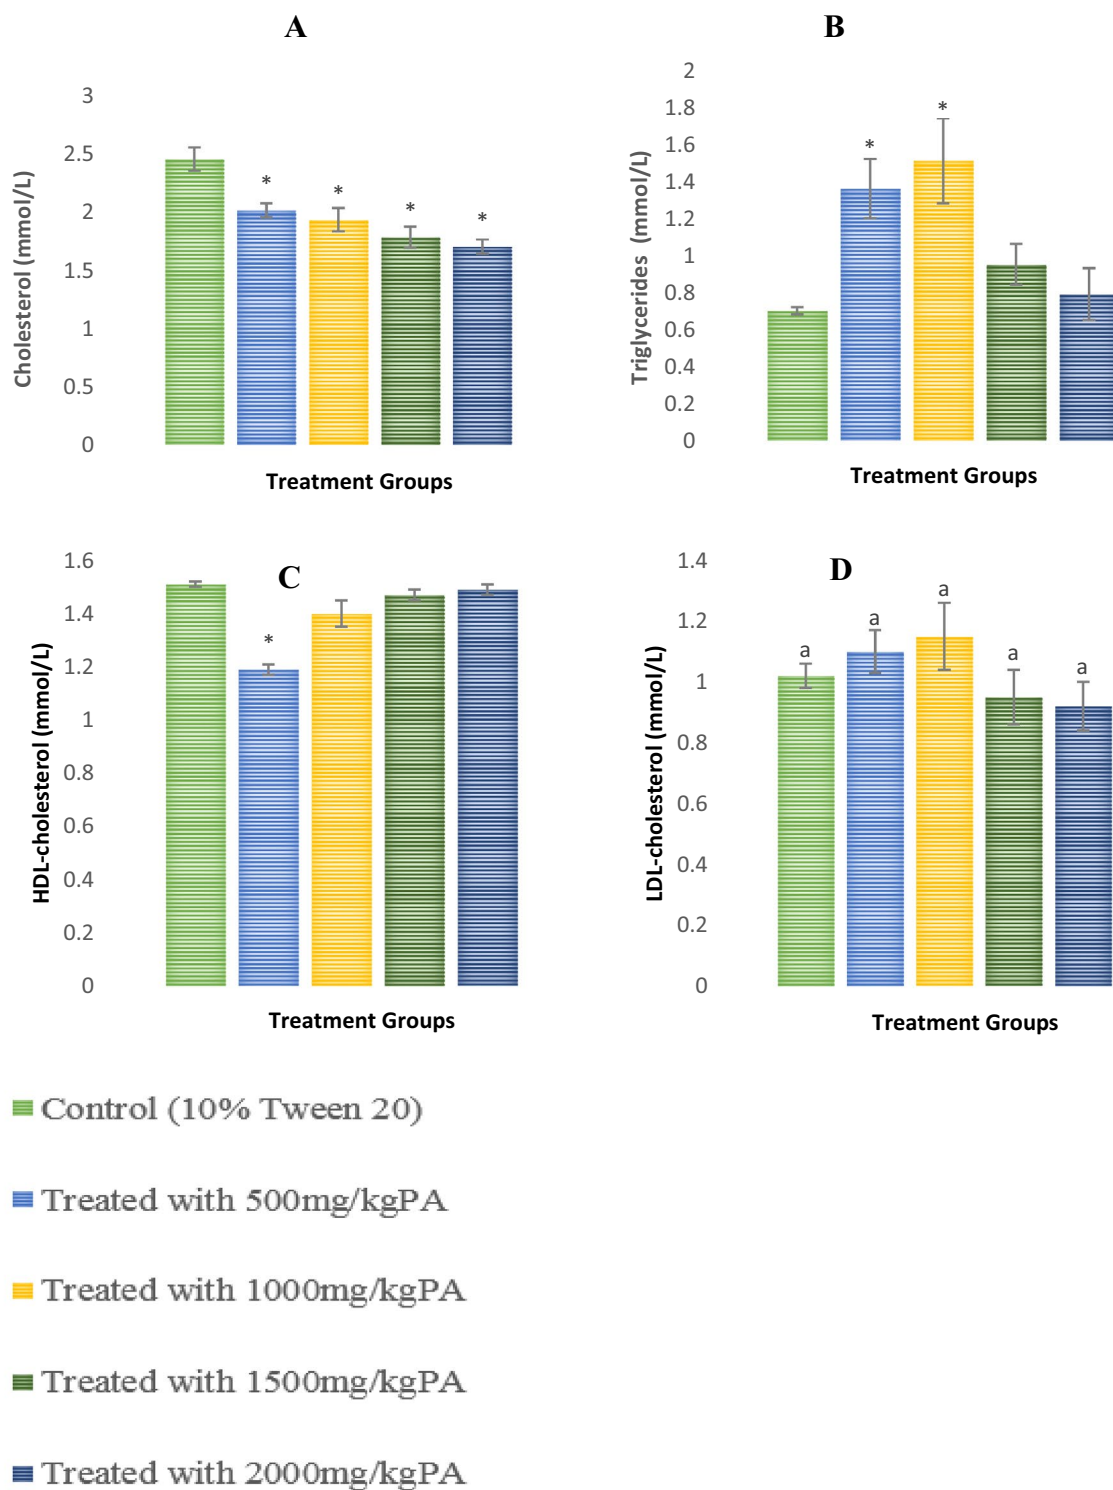 A
B
3
2.5
2
1.5
1
0.5
0
Cholesterol (mmol/L)
*
*
*
*
Treatment Groups
2
1.8
1.6
1.4
1.2
1
0.8
0.6
0.4
0.2
0
Triglycerides (mmol/L)
*
*
Treatment Groups
C
1.6
1.4
1.2
1
0.8
0.6
0.4
0.2
0
HDL-cholesterol (mmol/L)
*
Treatment Groups
D
1.4
1.2
1
0.8
0.6
0.4
0.2
0
LDL-cholesterol (mmol/L)
a
a
a
a
a
Treatment Groups
Control (10% Tween 20)
Treated with 500mg/kgPA
Treated with 1000mg/kgPA
Treated with 1500mg/kgPA
Treated with 2000mg/kgPA